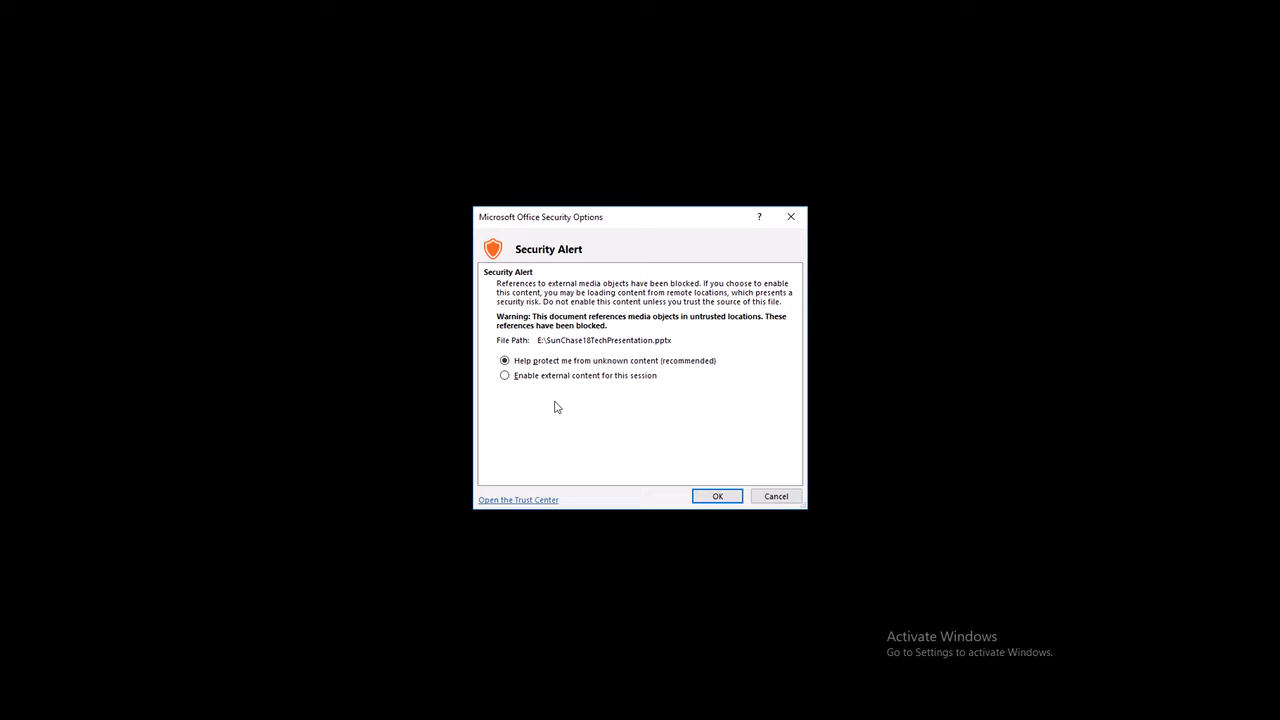 Microsoft Office Security Options
?
Security Alert
Security Alert
References to external media objects have been blocked. If you choose to enable
this content, you may be loading content from remote locations, which presents a
security risk. Do not enable this content unless you trust the source of this file.
Warning: This document references media objects in untrusted locations. These
references have been blocked.
File Path: E:\SunChase18TechPresentation.pptx
Help protect me from unknown content (recommended)
Enable external content for this session
Open the Trust Center
OK
Cancel
Activate Windows
Go to Settings to activate Windows.